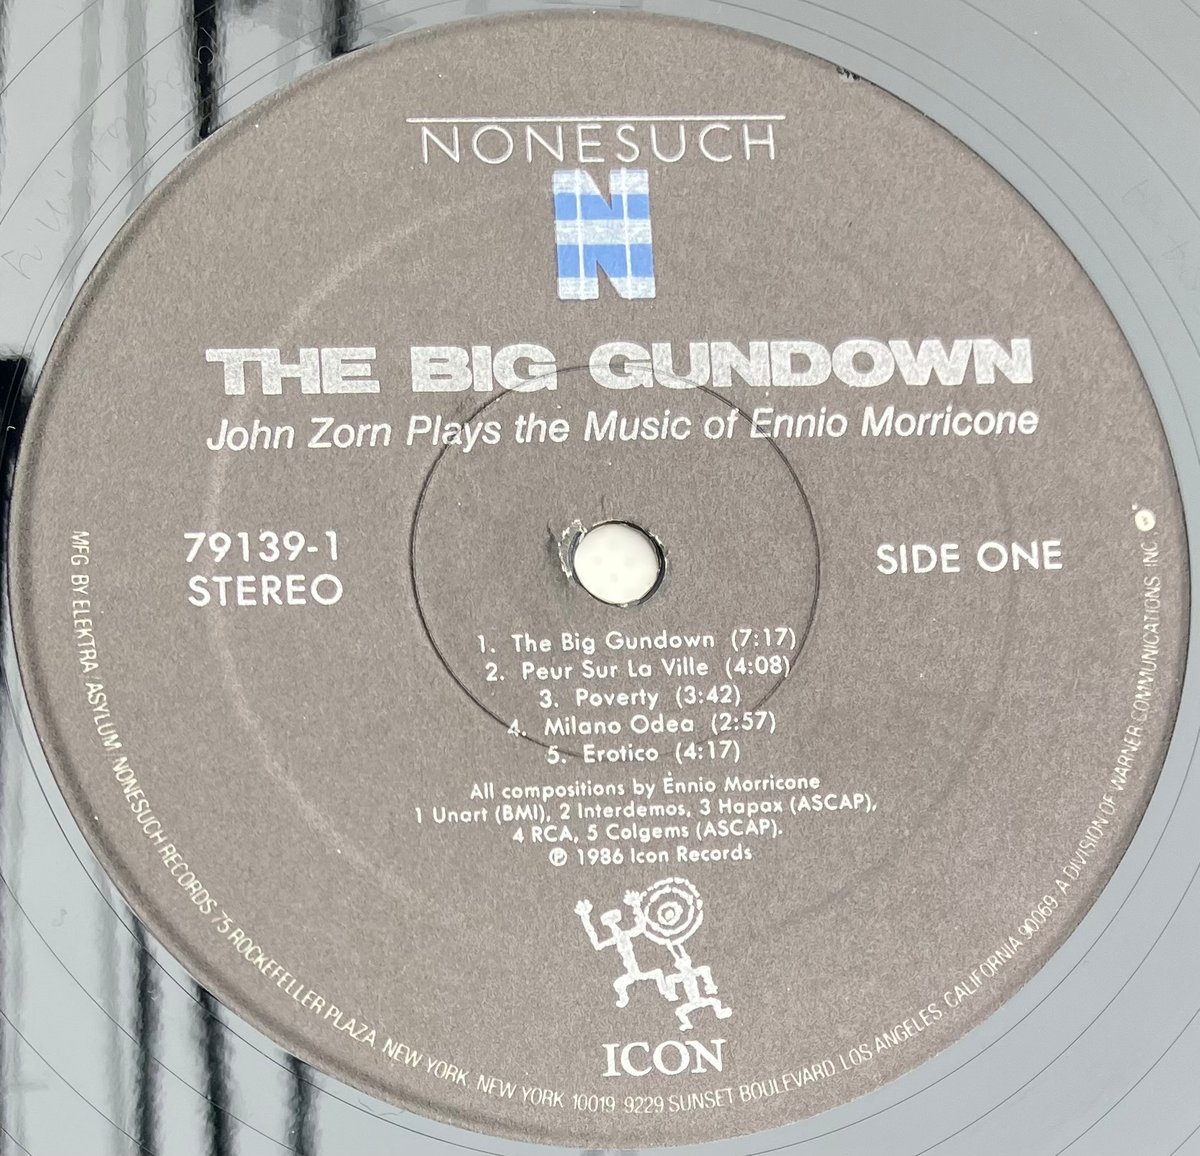 NONESUCH
N
THE BIG GUNDOWN
John Zorn Plays the Music of Ennio Morricone
79139-1
STEREO
SIDE ONE
1. The Big Gundown (7:17)
2. Peur Sur La Ville (4:08)
3. Poverty (3:42)
4. Milano Odea (2:57)
5. Erotico (4:17)
All compositions by Ennio Morricone
1 Unart (BMI), 2 Interdemos, 3 Hapax (ASCAP),
4 RCA, 5 Colgems (ASCAP).
℗ 1986 Icon Records
ICON
MFG BY ELEKTRA/ASYLUM NONESUCH RECORDS 75 ROCKEFELLER PLAZA, NEW YORK, NEW YORK 10019 9229 SUNSET BOULEVARD, LOS ANGELES, CALIFORNIA 90069 · A DIVISION OF WARNER COMMUNICATIONS INC.